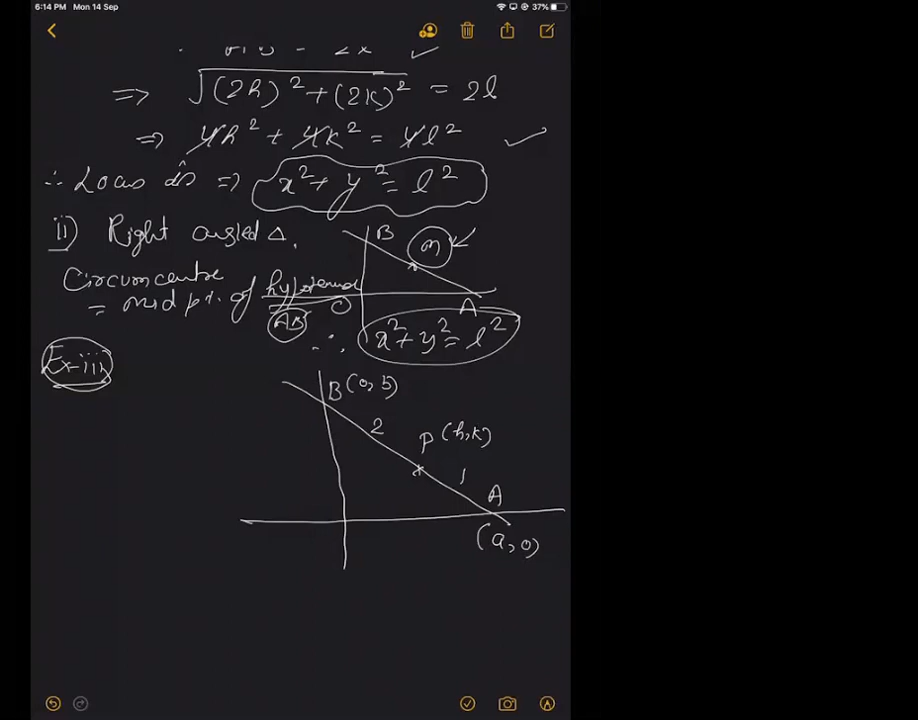 6:14 PM Mon 14 Sep
37%
=> √(2h)² + (2k)² = 2l
=> 4h² + 4k² = 4l²
∴ Locus is => x² + y² = l²
ii) Right angled Δ.
B
M
Circumcentre
= mid pt. of hypotenuse
O
A
AB
∴ x² + y² = l²
Ex-iii
B(0, b)
2
P(h, k)
1
A
(a, 0)